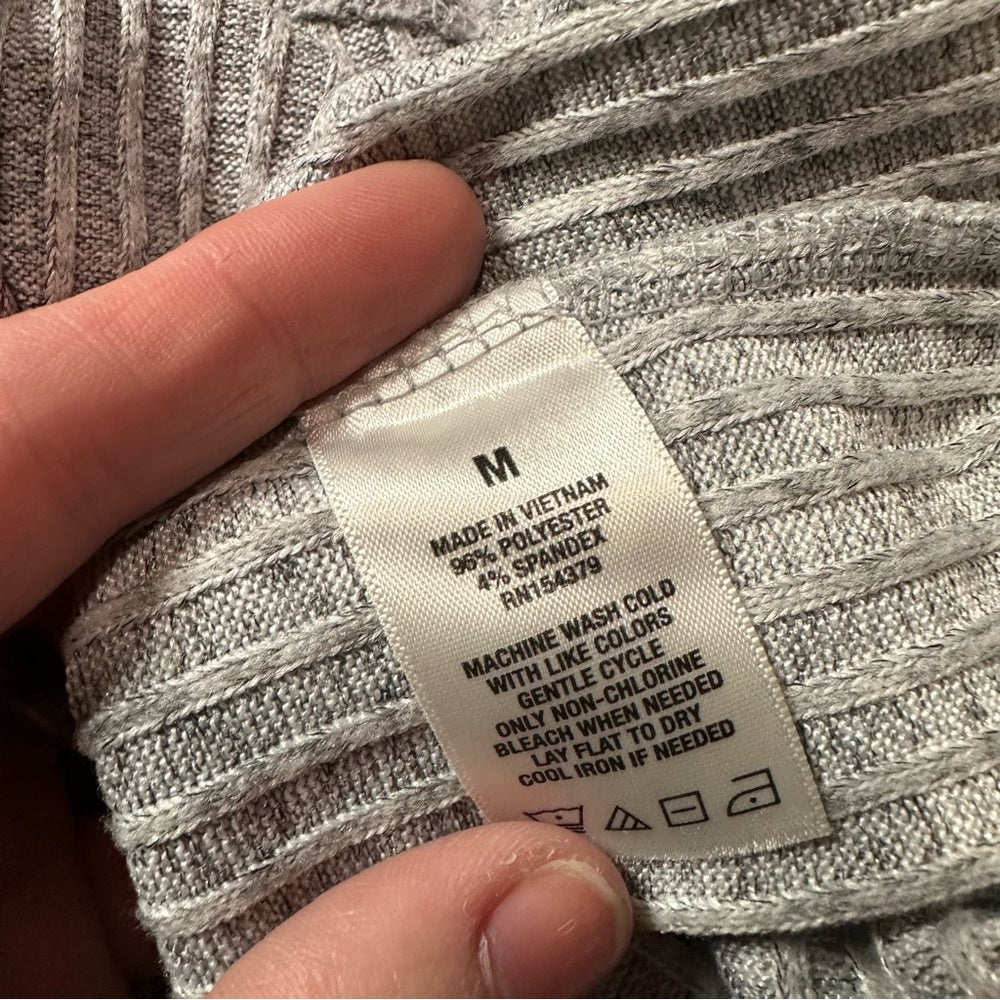 M
MADE IN VIETNAM
96% POLYESTER
4% SPANDEX
RN154379
MACHINE WASH COLD
WITH LIKE COLORS
GENTLE CYCLE
ONLY NON-CHLORINE
BLEACH WHEN NEEDED
LAY FLAT TO DRY
COOL IRON IF NEEDED